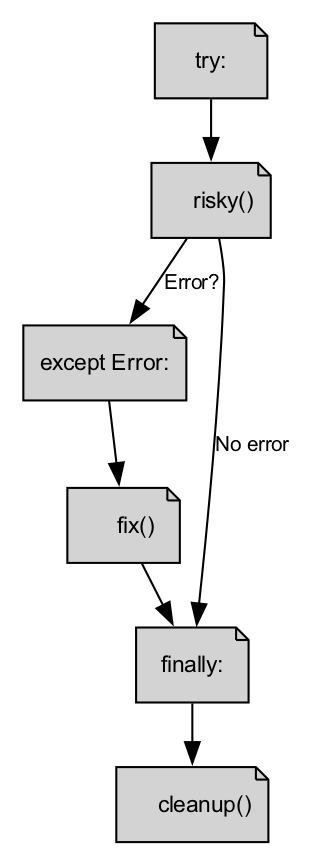 try:
risky()
Error?
except Error:
No error
fix()
finally:
cleanup()